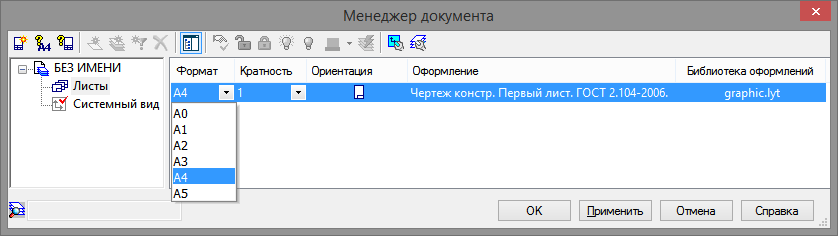 Менеджер документа
A4
БЕЗ ИМЕНИ
Листы
Системный вид
Формат Кратность Ориентация Оформление Библиотека оформлений
A4 1 Чертеж констр. Первый лист. ГОСТ 2.104-2006. graphic.lyt
A0
A1
A2
A3
A4
A5
OK Применить Отмена Справка